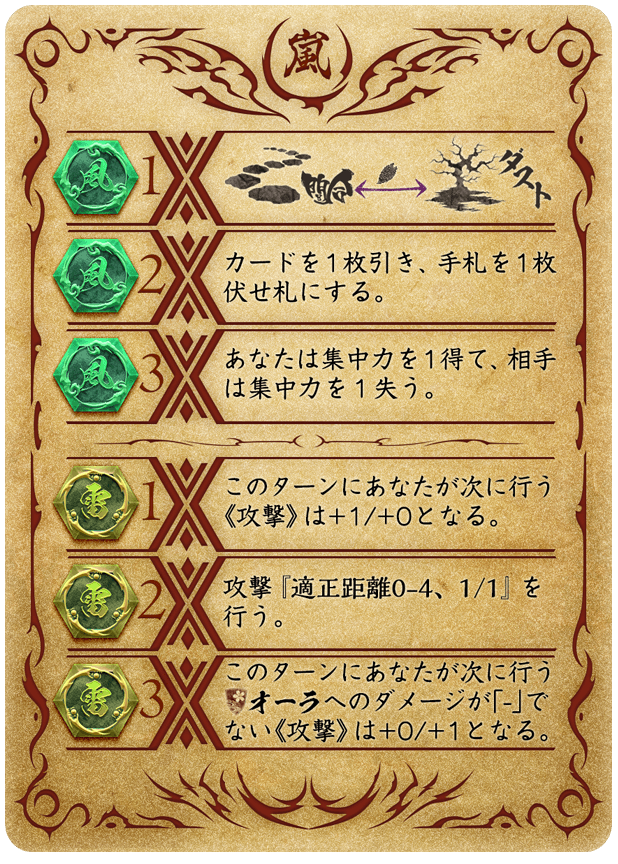 嵐
風 1 間合 ダスト
風 2 カードを1枚引き、手札を1枚
伏せ札にする。
風 3 あなたは集中力を1得て、相手
は集中力を1失う。
雷 1 このターンにあなたが次に行う
《攻撃》は+1/+0となる。
雷 2 攻撃『適正距離0-4、1/1』を
行う。
雷 3 このターンにあなたが次に行う
オーラへのダメージが「-」で
ない《攻撃》は+0/+1となる。